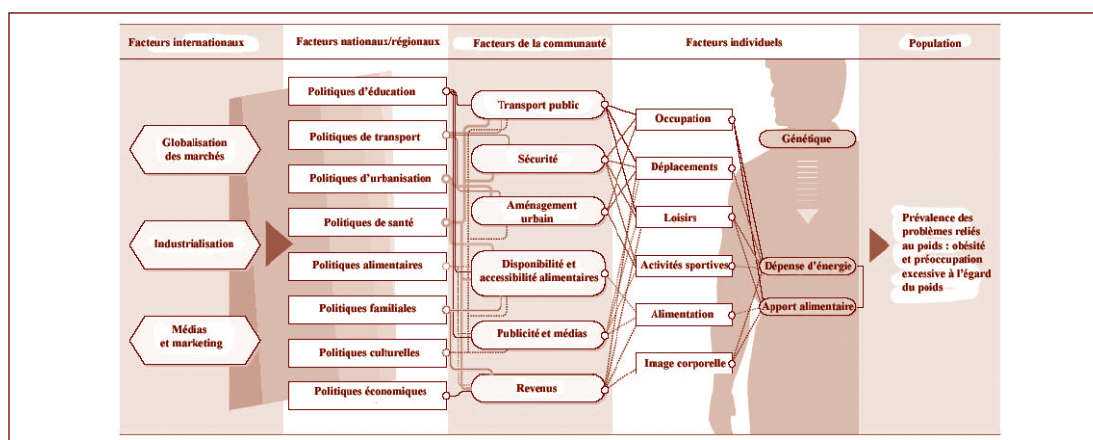 Facteurs internationaux
Facteurs nationaux/régionaux
Facteurs de la communauté
Facteurs individuels
Population
Globalisation
des marchés
Industrialisation
Médias
et marketing
Politiques d'éducation
Politiques de transport
Politiques d'urbanisation
Politiques de santé
Politiques alimentaires
Politiques familiales
Politiques culturelles
Politiques économiques
Transport public
Sécurité
Aménagement
urbain
Disponibilité et
accessibilité alimentaires
Publicité et médias
Revenus
Occupation
Déplacements
Loisirs
Activités sportives
Alimentation
Image corporelle
Génétique
Dépense d'énergie
Apport alimentaire
Prévalence des
problèmes reliés
au poids : obésité
et préoccupation
excessive à l'égard
du poids